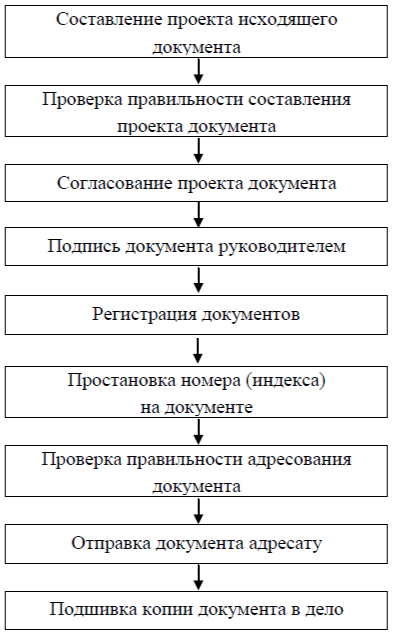 Составление проекта исходящего
документа
Проверка правильности составления
проекта документа
Согласование проекта документа
Подпись документа руководителем
Регистрация документов
Простановка номера (индекса)
на документе
Проверка правильности адресования
документа
Отправка документа адресату
Подшивка копии документа в дело